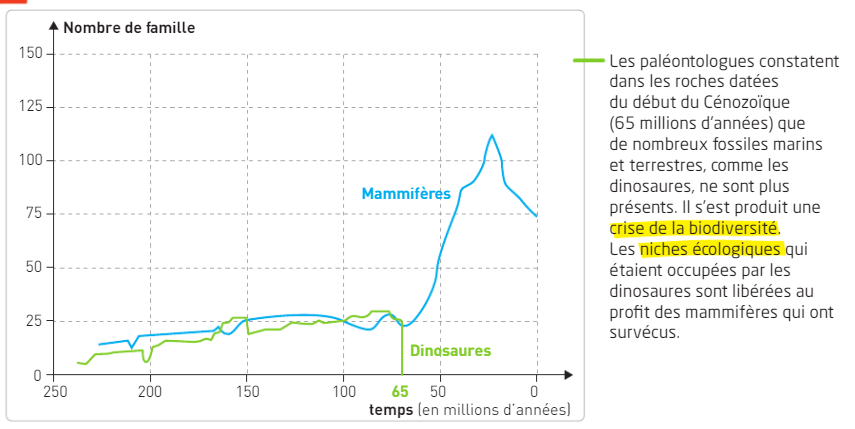 Nombre de famille
150
125
100
75
50
25
0
Mammifères
Dinosaures
250
200
150
100
65
50
0
temps (en millions d'années)
Les paléontologues constatent
dans les roches datées
du début du Cénozoïque
(65 millions d'années) que
de nombreux fossiles marins
et terrestres, comme les
dinosaures, ne sont plus
présents. Il s'est produit une
crise de la biodiversité.
Les niches écologiques qui
étaient occupées par les
dinosaures sont libérées au
profit des mammifères qui ont
survécus.